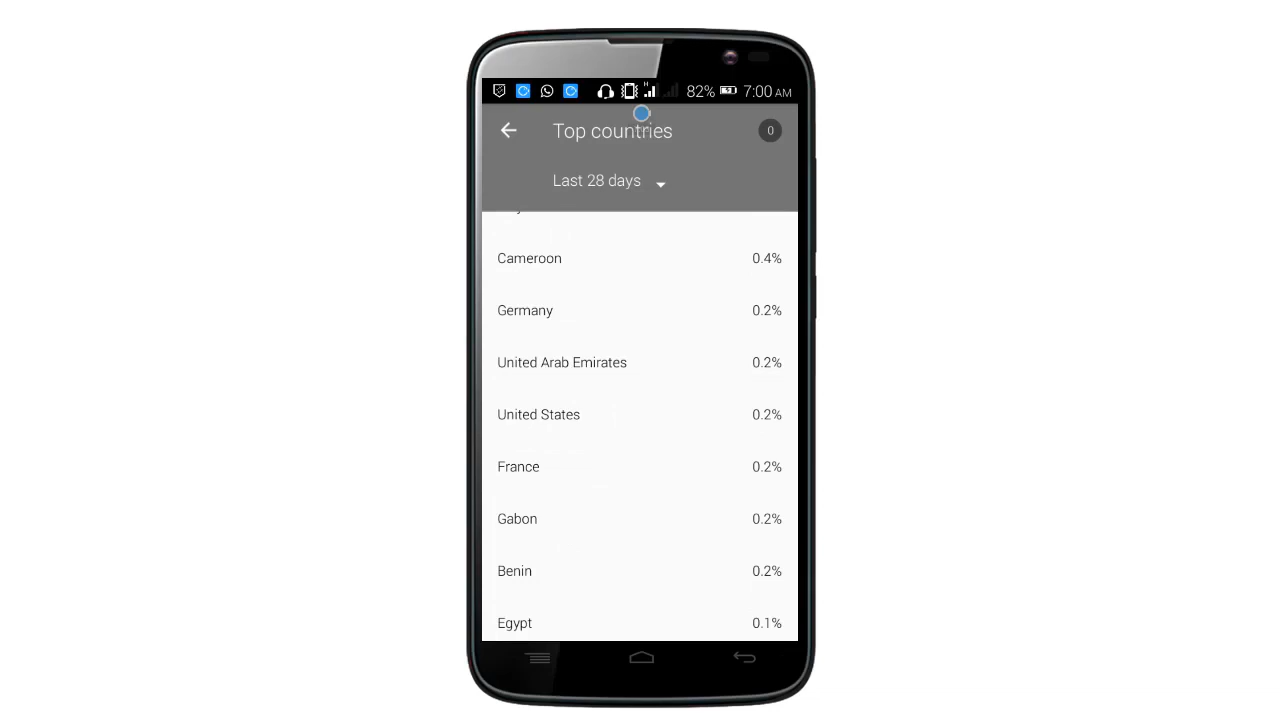 H
82%
7:00 AM
Top countries
0
Last 28 days
Cameroon 0.4%
Germany 0.2%
United Arab Emirates 0.2%
United States 0.2%
France 0.2%
Gabon 0.2%
Benin 0.2%
Egypt 0.1%